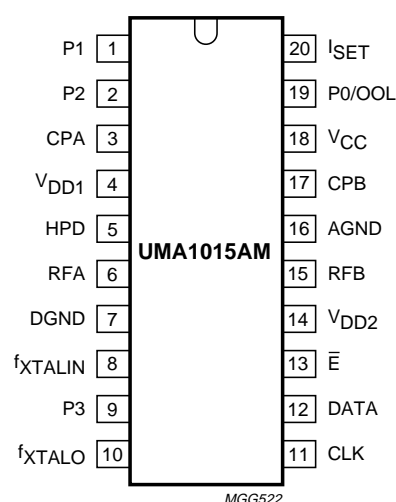 P1 1 20 ISET
P2 2 19 P0/OOL
CPA 3 18 VCC
VDD1 4 17 CPB
HPD 5 16 AGND
UMA1015AM
RFA 6 15 RFB
DGND 7 14 VDD2
fXTALIN 8 13 E̅
P3 9 12 DATA
fXTALO 10 11 CLK
MGG522